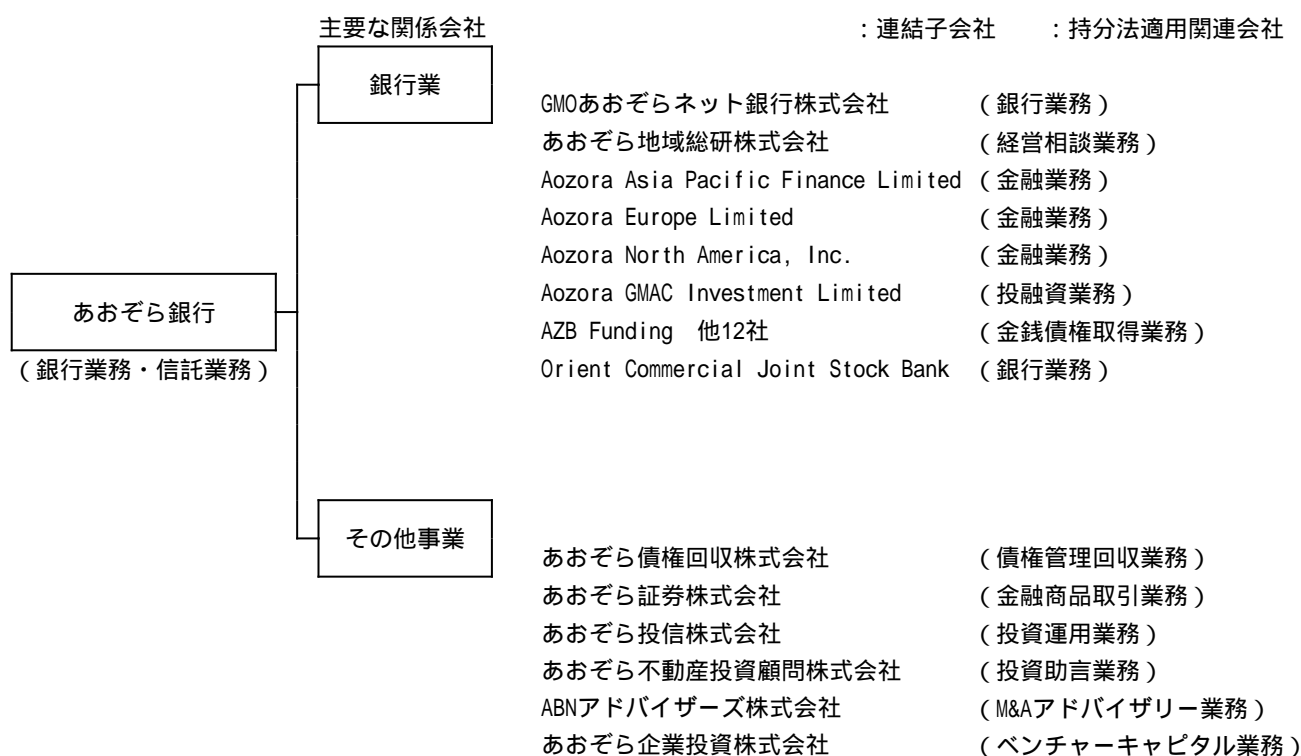 主要な関係会社　：連結子会社　：持分法適用関連会社
銀行業
GMOあおぞらネット銀行株式会社　（銀行業務）
あおぞら地域総研株式会社　（経営相談業務）
Aozora Asia Pacific Finance Limited （金融業務）
Aozora Europe Limited　（金融業務）
Aozora North America, Inc.　（金融業務）
Aozora GMAC Investment Limited　（投融資業務）
AZB Funding　他12社　（金銭債権取得業務）
Orient Commercial Joint Stock Bank　（銀行業務）
あおぞら銀行
（銀行業務・信託業務）
その他事業
あおぞら債権回収株式会社　（債権管理回収業務）
あおぞら証券株式会社　（金融商品取引業務）
あおぞら投信株式会社　（投資運用業務）
あおぞら不動産投資顧問株式会社　（投資助言業務）
ABNアドバイザーズ株式会社　（M&Aアドバイザリー業務）
あおぞら企業投資株式会社　（ベンチャーキャピタル業務）